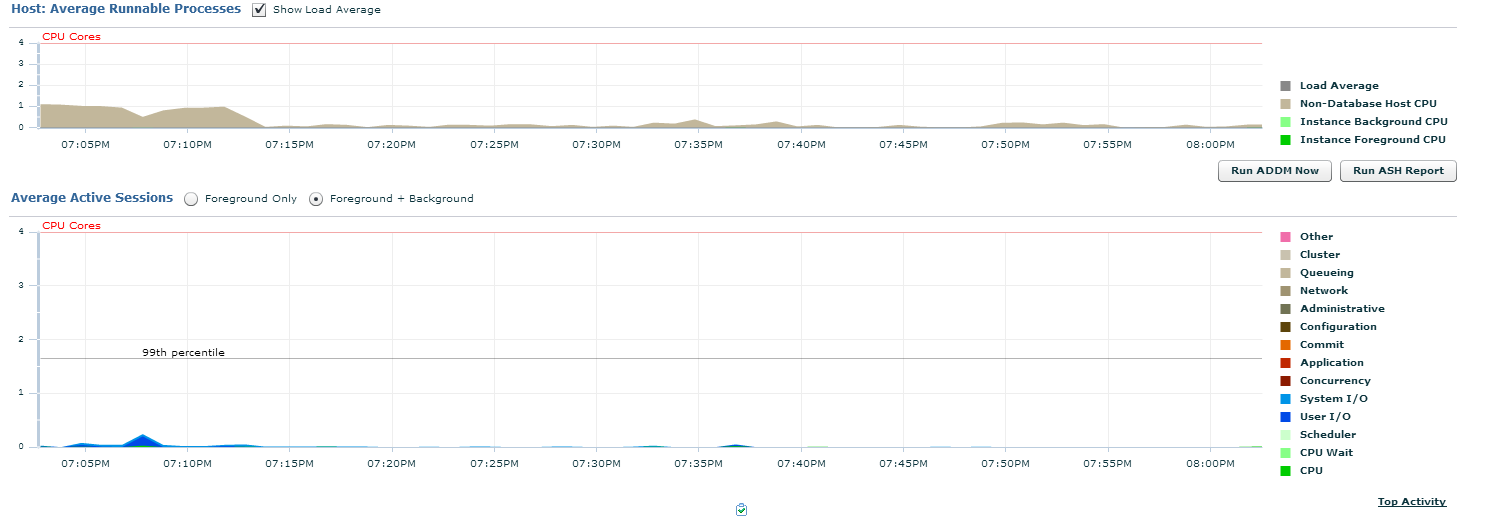 Host: Average Runnable Processes Show Load Average
CPU Cores
4
3
2
1
0
07:05PM 07:10PM 07:15PM 07:20PM 07:25PM 07:30PM 07:35PM 07:40PM 07:45PM 07:50PM 07:55PM 08:00PM
Load Average
Non-Database Host CPU
Instance Background CPU
Instance Foreground CPU
Run ADDM Now Run ASH Report
Average Active Sessions Foreground Only Foreground + Background
CPU Cores
4
3
2
1
0
99th percentile
07:05PM 07:10PM 07:15PM 07:20PM 07:25PM 07:30PM 07:35PM 07:40PM 07:45PM 07:50PM 07:55PM 08:00PM
Other
Cluster
Queueing
Network
Administrative
Configuration
Commit
Application
Concurrency
System I/O
User I/O
Scheduler
CPU Wait
CPU
Top Activity